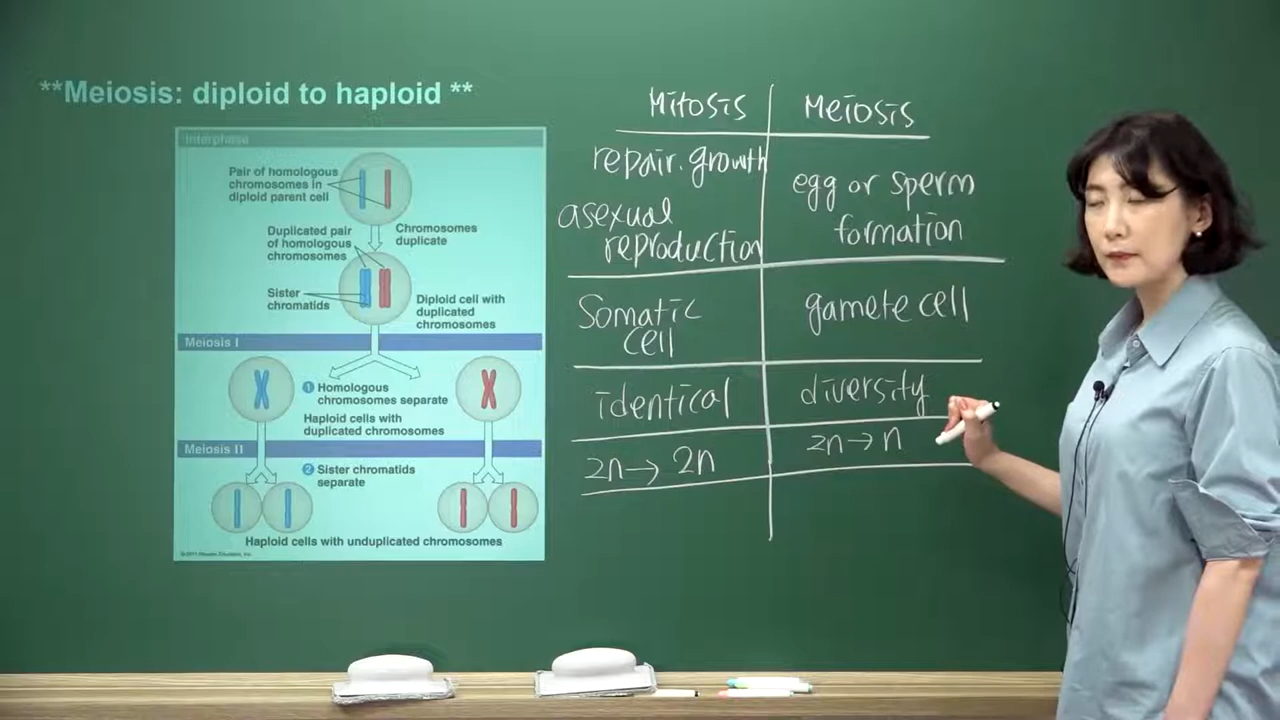 **Meiosis: diploid to haploid **
Interphase
Pair of homologous
chromosomes in
diploid parent cell
Chromosomes
duplicate
Duplicated pair
of homologous
chromosomes
Sister
chromatids
Diploid cell with
duplicated
chromosomes
Meiosis I
1 Homologous
chromosomes separate
Haploid cells with
duplicated chromosomes
Meiosis II
2 Sister chromatids
separate
Haploid cells with unduplicated chromosomes
Mitosis
Meiosis
repair. growth
asexual
reproduction
egg or sperm
formation
Somatic
cell
gamete cell
identical
diversity
2n→ 2n
2n→ n